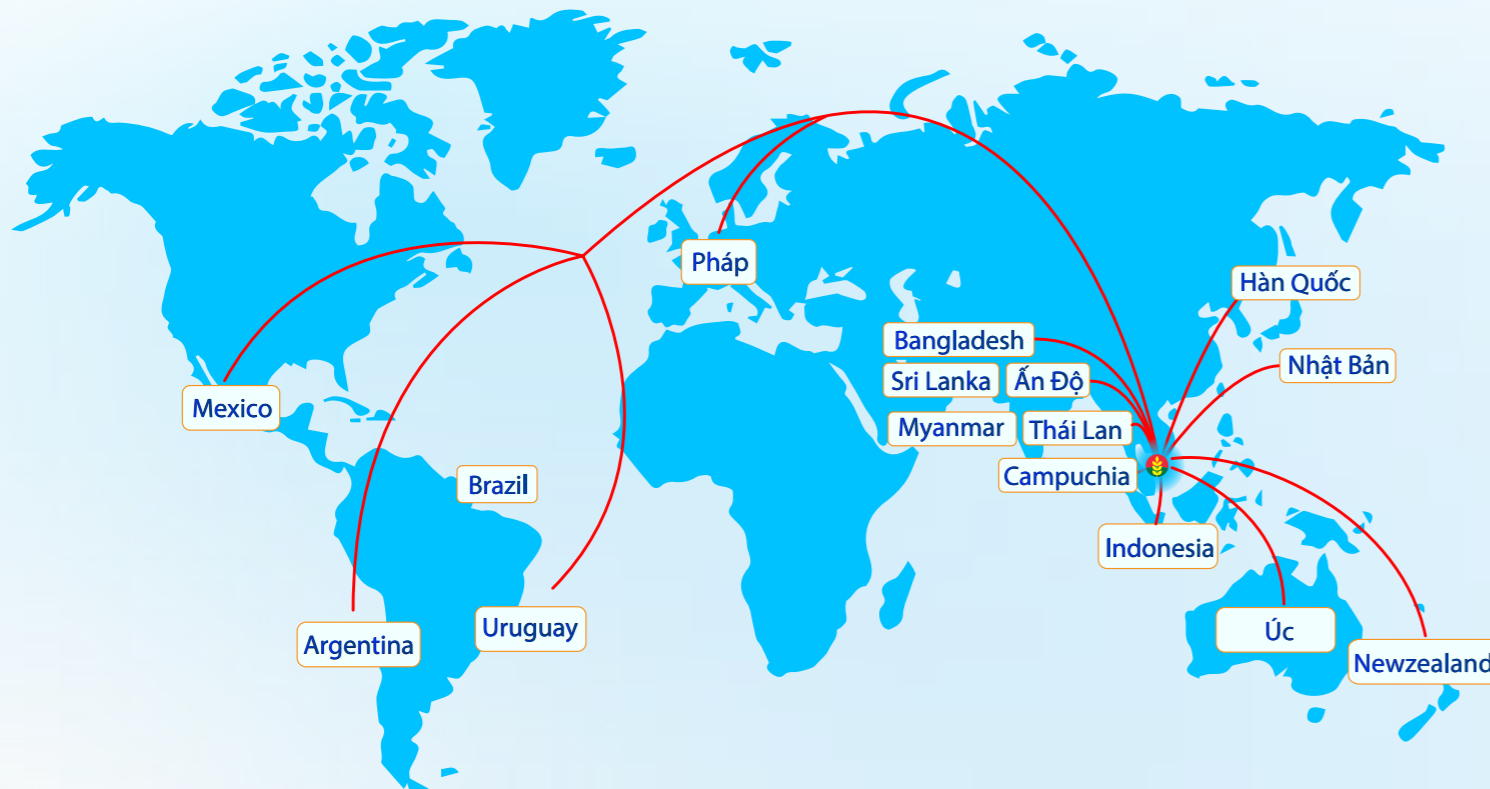 Pháp
Hàn Quốc
Bangladesh
Nhật Bản
Sri Lanka
Ấn Độ
Mexico
Myanmar
Thái Lan
Campuchia
Brazil
Indonesia
Uruguay
Úc
Argentina
Newzealand